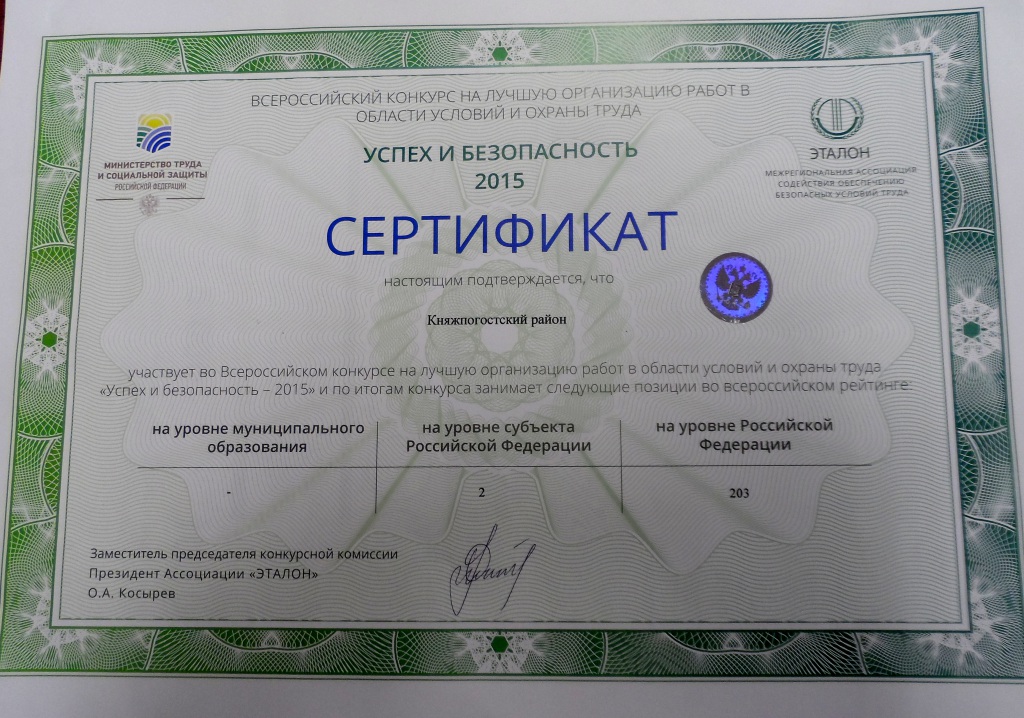 ВСЕРОССИЙСКИЙ КОНКУРС НА ЛУЧШУЮ ОРГАНИЗАЦИЮ РАБОТ В
ОБЛАСТИ УСЛОВИЙ И ОХРАНЫ ТРУДА
МИНИСТЕРСТВО ТРУДА
И СОЦИАЛЬНОЙ ЗАЩИТЫ
РОССИЙСКОЙ ФЕДЕРАЦИИ
УСПЕХ И БЕЗОПАСНОСТЬ
2015
ЭТАЛОН
МЕЖРЕГИОНАЛЬНАЯ АССОЦИАЦИЯ
СОДЕЙСТВИЯ ОБЕСПЕЧЕНИЮ
БЕЗОПАСНЫХ УСЛОВИЙ ТРУДА
СЕРТИФИКАТ
настоящим подтверждается, что
Княжпогостский район
участвует во Всероссийском конкурсе на лучшую организацию работ в области условий и охраны труда
«Успех и безопасность – 2015» и по итогам конкурса занимает следующие позиции во всероссийском рейтинге:
на уровне муниципального
образования
на уровне субъекта
Российской Федерации
на уровне Российской
Федерации
-
2
203
Заместитель председателя конкурсной комиссии
Президент Ассоциации «ЭТАЛОН»
О.А. Косырев